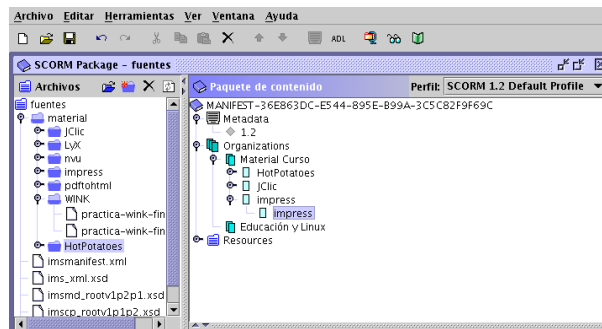 Archivo Editar Herramientas Ver Ventana Ayuda
ADL
SCORM Package - fuentes
Archivos
fuentes
material
JClic
LyX
nvu
impress
pdftohtml
WINK
practica-wink-fin
practica-wink-fin
HotPotatoes
imsmanifest.xml
ims_xml.xsd
imsmd_rootv1p2p1.xsd
imscp_rootv1p1p2.xsd
Paquete de contenido
Perfil: SCORM 1.2 Default Profile
MANIFEST-36E863DC-E544-895E-B99A-3C5C82F9F69C
Metadata
1.2
Organizations
Material Curso
HotPotatoes
JClic
impress
impress
Educación y Linux
Resources